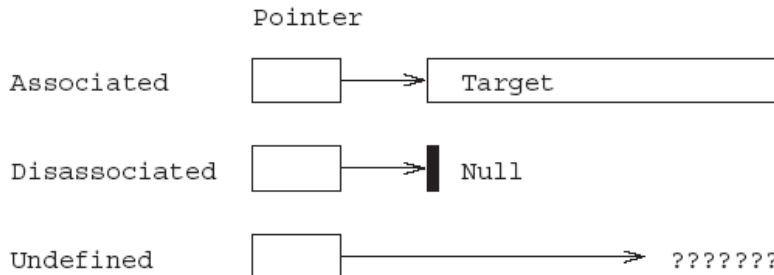 Pointer
Associated Target
Disassociated Null
Undefined ???????